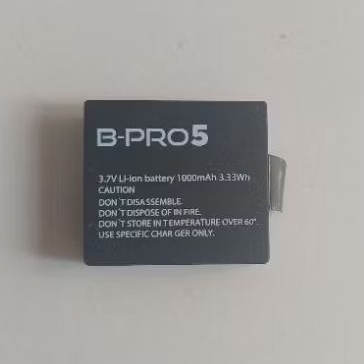 B-PRO5
3.7V Li-ion battery 1000mAh 3.33Wh
CAUTION
DON'T DISASSEMBLE.
DON'T DISPOSE OF IN FIRE.
DON'T STORE IN TEMPERATURE OVER 60°.
USE SPECIFIC CHAR GER ONLY.